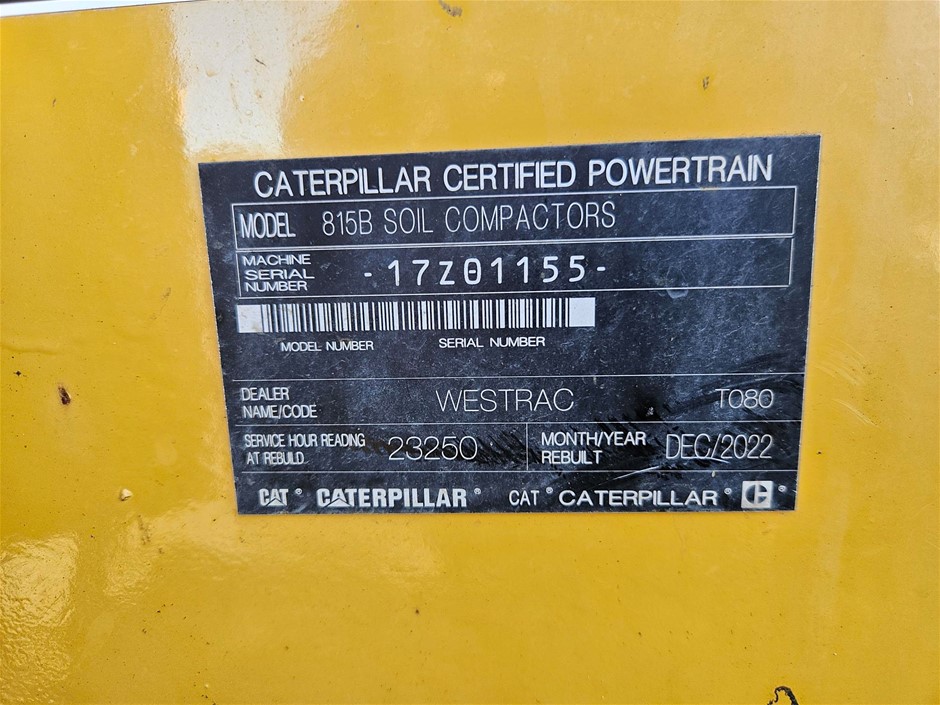 CATERPILLAR CERTIFIED POWERTRAIN
MODEL 815B SOIL COMPACTORS
MACHINE SERIAL NUMBER -17Z01155-
MODEL NUMBER SERIAL NUMBER
DEALER NAME/CODE WESTRAC T080
SERVICE HOUR READING AT REBUILD 23250 MONTH/YEAR REBUILT DEC/2022
CAT® CATERPILLAR® CAT® CATERPILLAR® C®